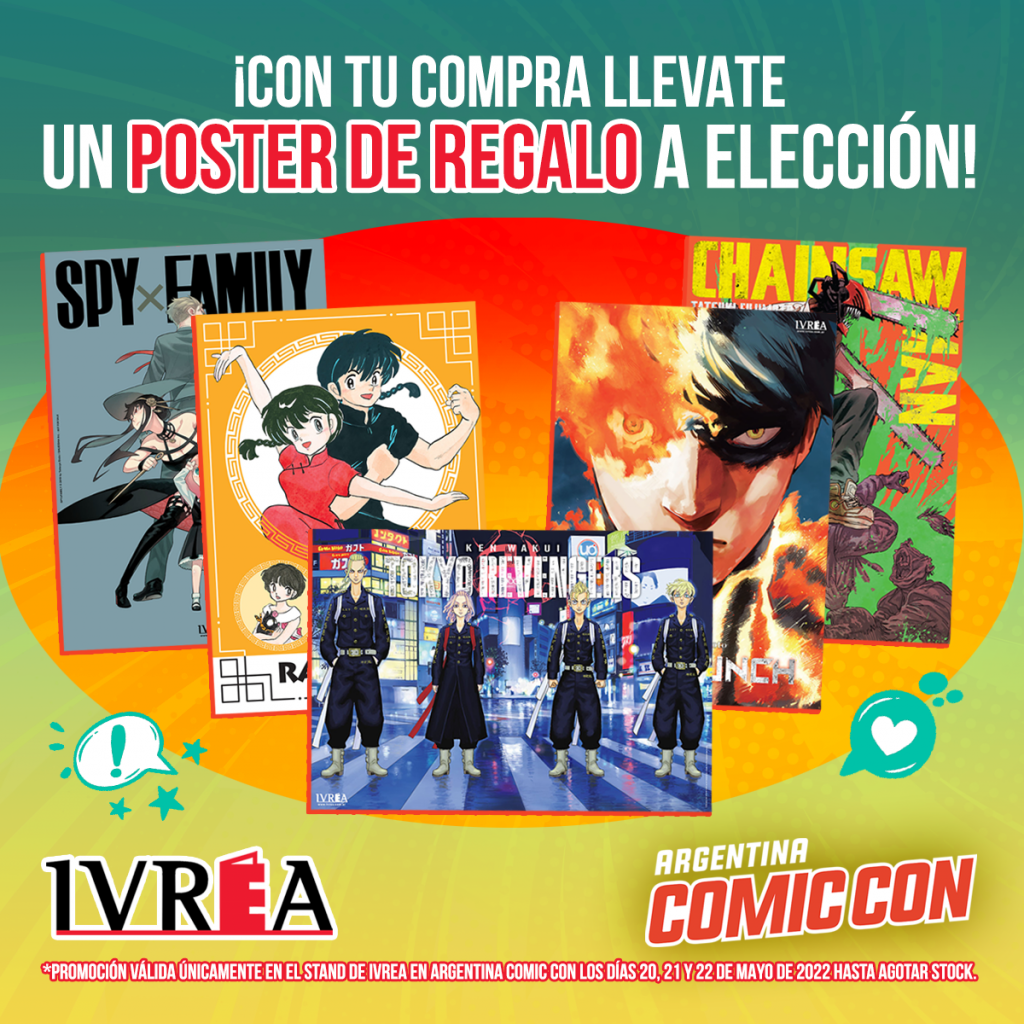 ¡CON TU COMPRA LLEVATE
UN POSTER DE REGALO A ELECCIÓN!
SPY×FAMILY
CHAINSAW
MAN
IVREA
KEN WAKUI
TOKYO REVENGERS
IVREA
IVREA
ARGENTINA
COMIC CON
*PROMOCIÓN VÁLIDA ÚNICAMENTE EN EL STAND DE IVREA EN ARGENTINA COMIC CON LOS DÍAS 20, 21 Y 22 DE MAYO DE 2022 HASTA AGOTAR STOCK.